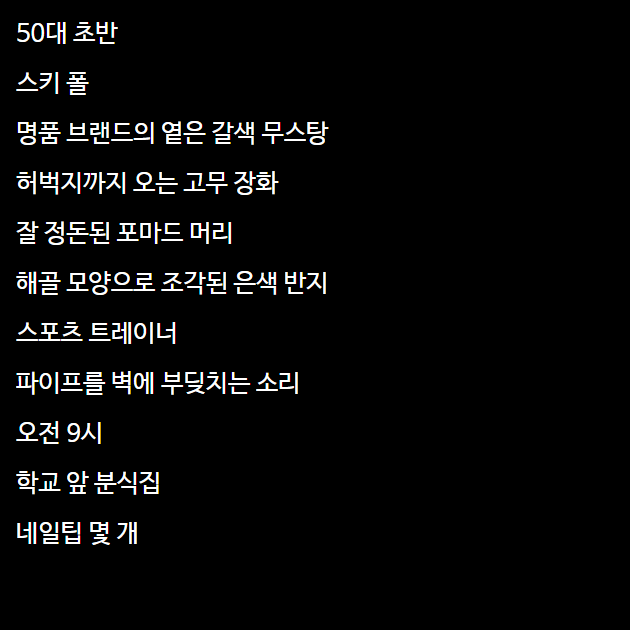 50대 초반
스키 폴
명품 브랜드의 옅은 갈색 무스탕
허벅지까지 오는 고무 장화
잘 정돈된 포마드 머리
해골 모양으로 조각된 은색 반지
스포츠 트레이너
파이프를 벽에 부딪치는 소리
오전 9시
학교 앞 분식집
네일팁 몇 개